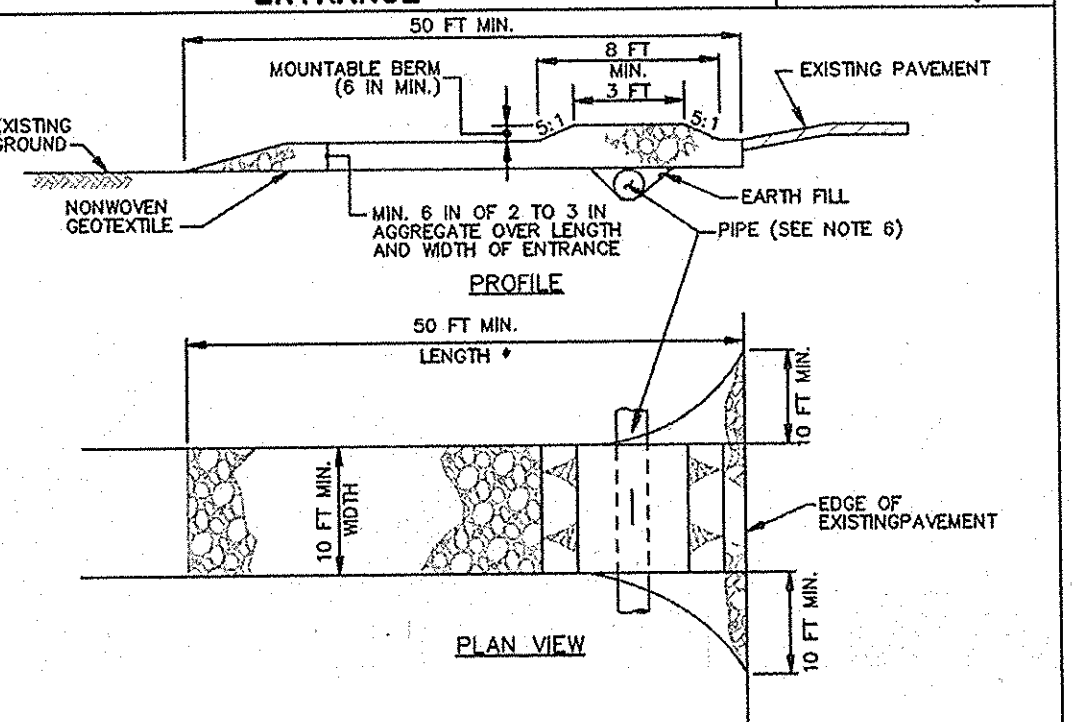 50 FT MIN.
8 FT
MIN.
3 FT
MOUNTABLE BERM
(6 IN MIN.)
EXISTING PAVEMENT
5:1
5:1
EXISTING
GROUND
NONWOVEN
GEOTEXTILE
MIN. 6 IN OF 2 TO 3 IN
AGGREGATE OVER LENGTH
AND WIDTH OF ENTRANCE
EARTH FILL
PIPE (SEE NOTE 6)
PROFILE
50 FT MIN.
LENGTH *
10 FT MIN.
10 FT MIN.
WIDTH
EDGE OF
EXISTINGPAVEMENT
10 FT MIN.
PLAN VIEW